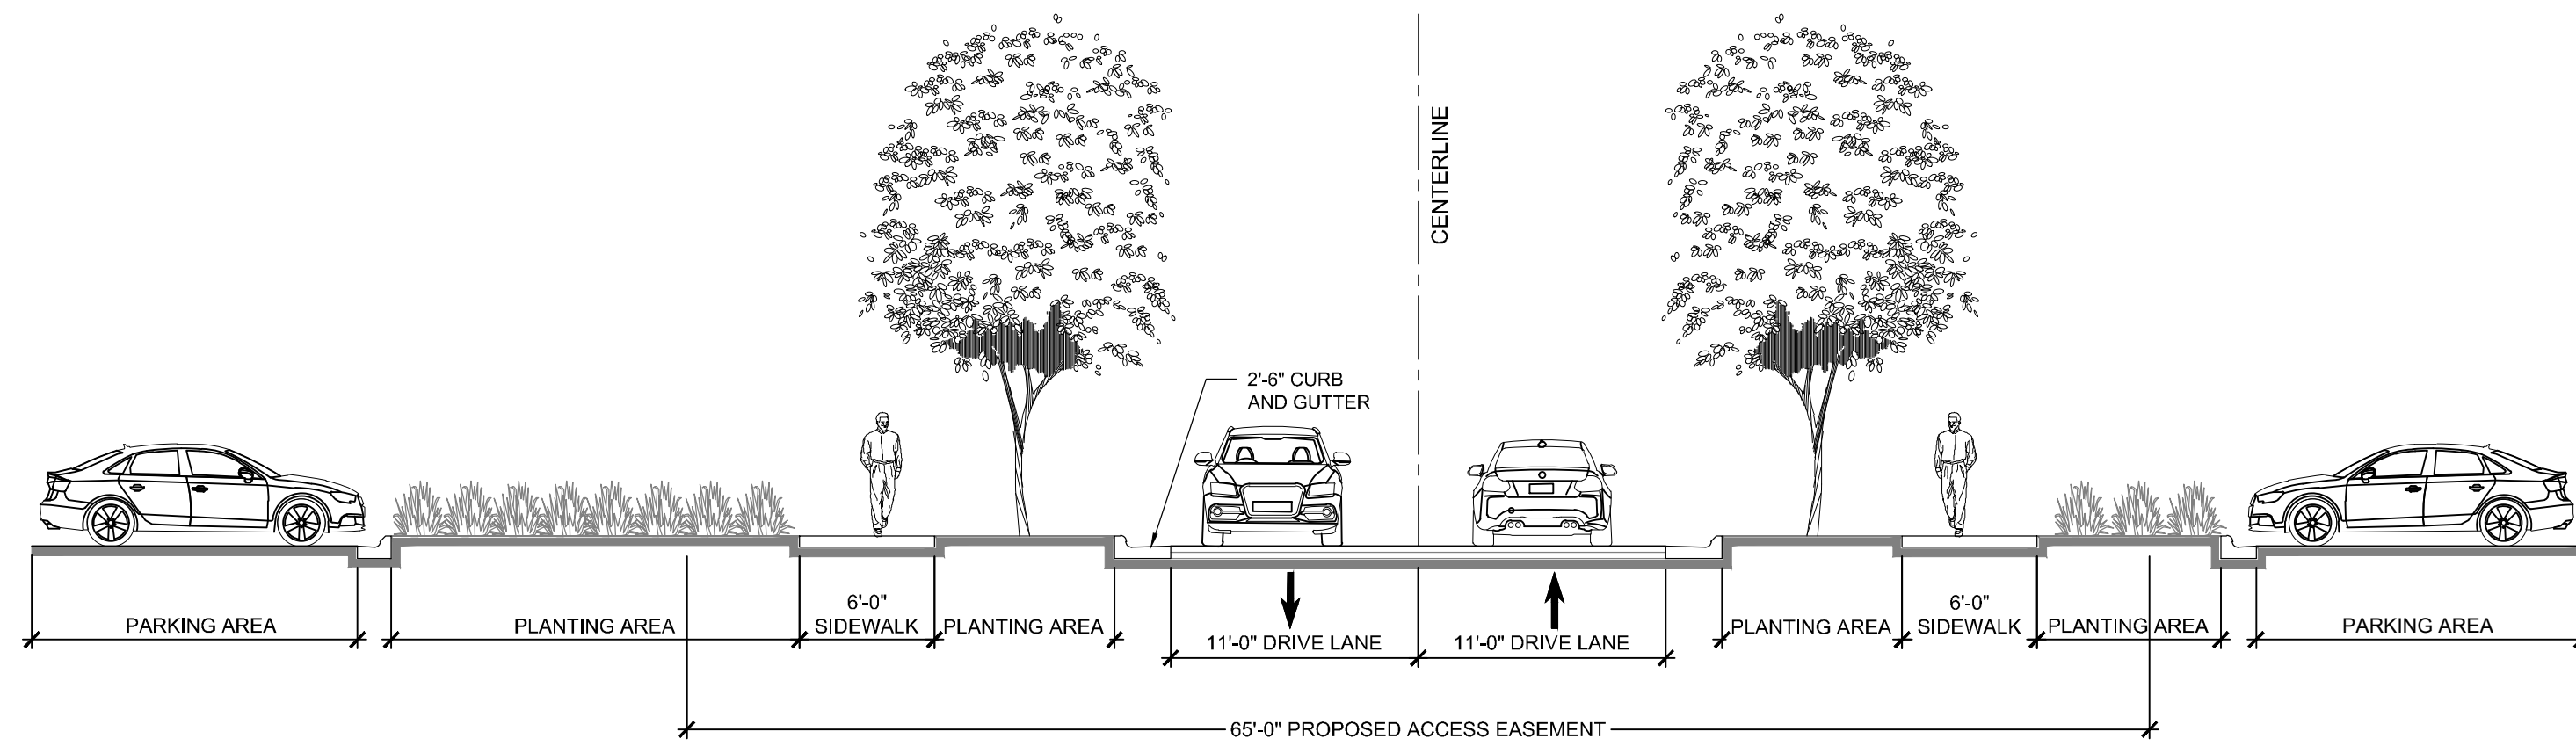 CENTERLINE
2'-6" CURB
AND GUTTER
PARKING AREA
PLANTING AREA
6'-0"
SIDEWALK
PLANTING AREA
11'-0" DRIVE LANE
11'-0" DRIVE LANE
PLANTING AREA
6'-0"
SIDEWALK
PLANTING AREA
PARKING AREA
65'-0" PROPOSED ACCESS EASEMENT